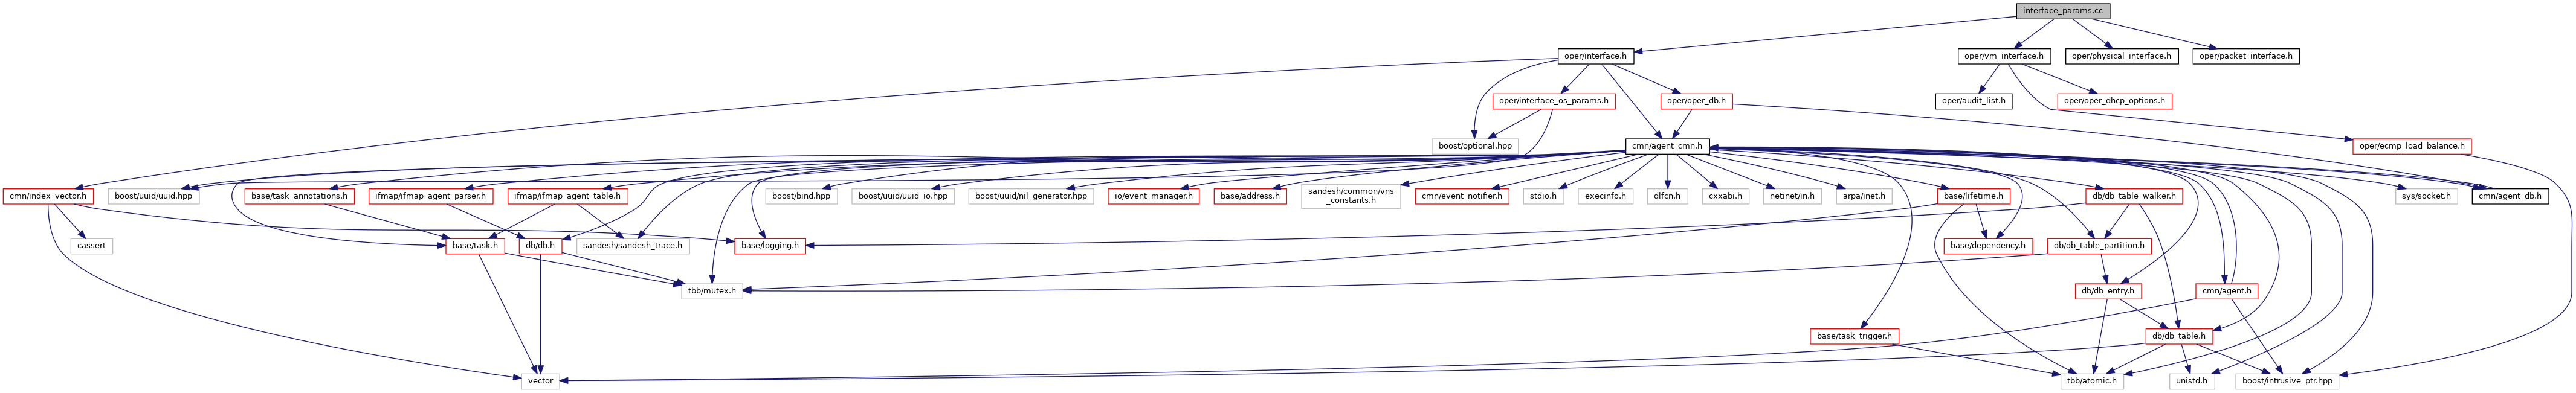 interface_params.cc
oper/interface.h
oper/vm_interface.h
oper/physical_interface.h
oper/packet_interface.h
oper/interface_os_params.h
oper/oper_db.h
oper/audit_list.h
oper/oper_dhcp_options.h
boost/optional.hpp
cmn/agent_cmn.h
oper/ecmp_load_balance.h
cmn/index_vector.h
boost/uuid/uuid.hpp
base/task_annotations.h
ifmap/ifmap_agent_parser.h
ifmap/ifmap_agent_table.h
boost/bind.hpp
boost/uuid/uuid_io.hpp
boost/uuid/nil_generator.hpp
io/event_manager.h
base/address.h
sandesh/common/vns
_constants.h
cmn/event_notifier.h
stdio.h
execinfo.h
dlfcn.h
cxxabi.h
netinet/in.h
arpa/inet.h
base/lifetime.h
db/db_table_walker.h
sys/socket.h
cmn/agent_db.h
cassert
base/task.h
db/db.h
sandesh/sandesh_trace.h
base/logging.h
base/dependency.h
db/db_table_partition.h
tbb/mutex.h
db/db_entry.h
cmn/agent.h
base/task_trigger.h
db/db_table.h
vector
tbb/atomic.h
unistd.h
boost/intrusive_ptr.hpp